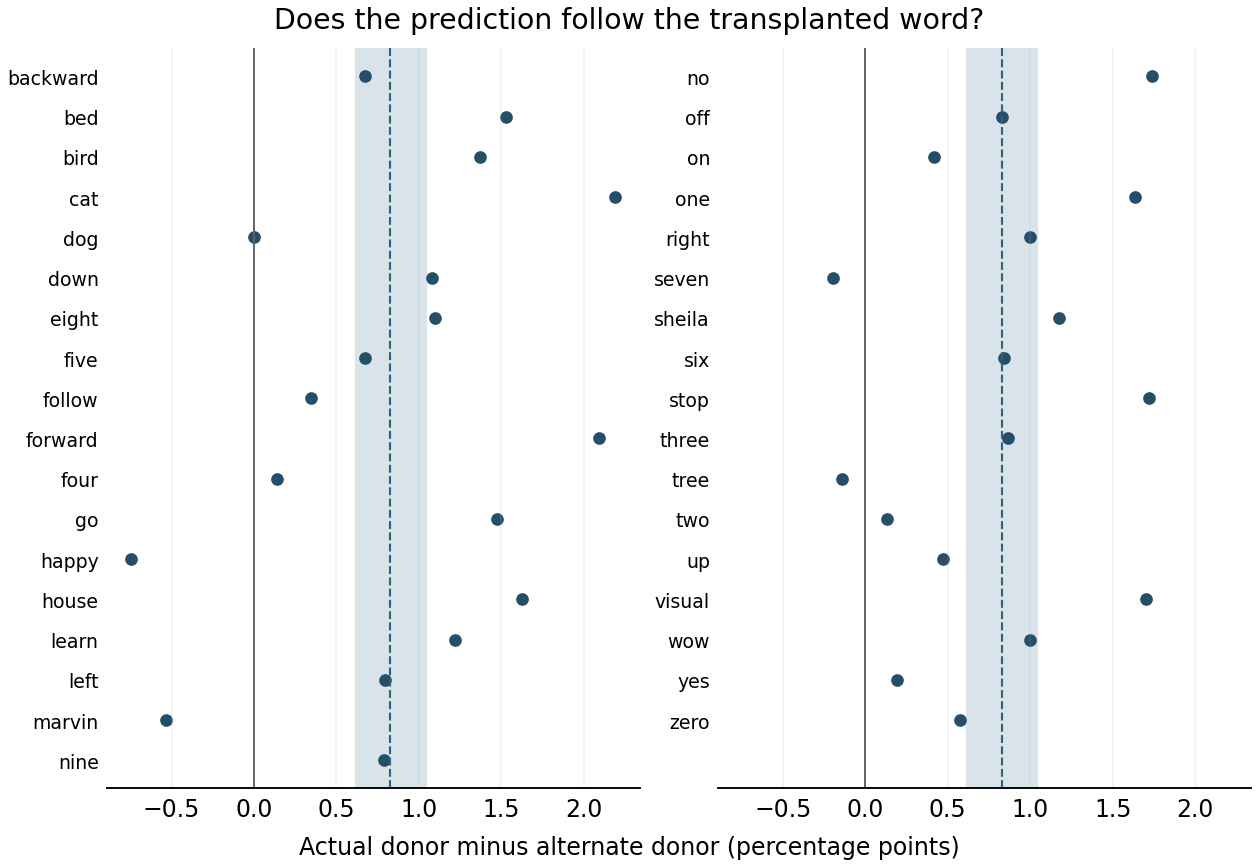 Does the prediction follow the transplanted word?
backward
bed
bird
cat
dog
down
eight
five
follow
forward
four
go
happy
house
learn
left
marvin
nine
−0.5 0.0 0.5 1.0 1.5 2.0
no
off
on
one
right
seven
sheila
six
stop
three
tree
two
up
visual
wow
yes
zero
−0.5 0.0 0.5 1.0 1.5 2.0
Actual donor minus alternate donor (percentage points)